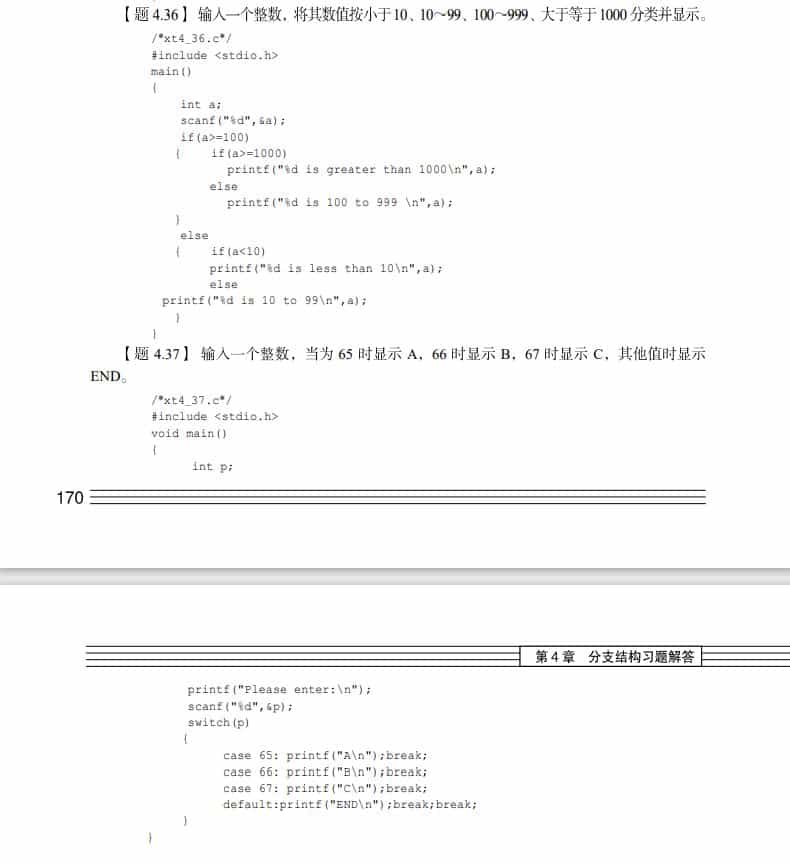 【题 4.36】 输入一个整数，将其数值按小于10、10～99、100～999、大于等于1000 分类并显示。
/*xt4_36.c*/
#include <stdio.h>
main()
{
int a;
scanf("%d",&a);
if(a>=100)
{ if(a>=1000)
printf("%d is greater than 1000\n",a);
else
printf("%d is 100 to 999 \n",a);
}
else
{ if(a<10)
printf("%d is less than 10\n",a);
else
printf("%d is 10 to 99\n",a);
}
}
【题 4.37】 输入一个整数，当为 65 时显示 A，66 时显示 B，67 时显示 C，其他值时显示
END。
/*xt4_37.c*/
#include <stdio.h>
void main()
{
int p;
170
第 4 章 分支结构习题解答
printf("Please enter:\n");
scanf("%d",&p);
switch(p)
{
case 65: printf("A\n");break;
case 66: printf("B\n");break;
case 67: printf("C\n");break;
default:printf("END\n");break;break;
}
}